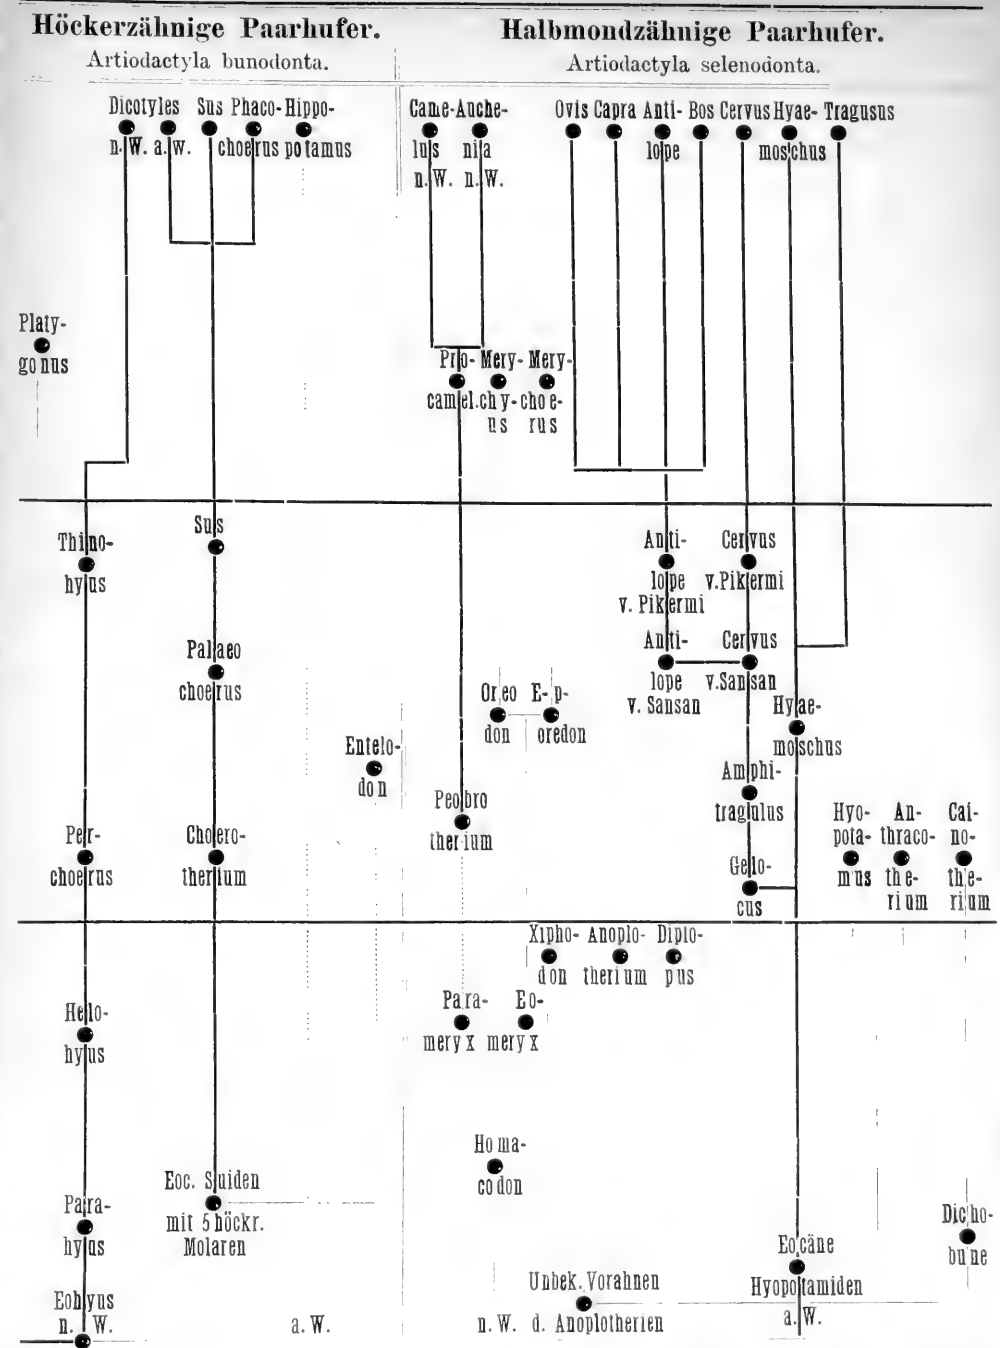 Höckerzähnige Paarhufer.
Artiodactyla bunodonta.
Halbmondzähnige Paarhufer.
Artiodactyla selenodonta.
Dicotyles Sus Phaco- Hippo-
n. W. a. W. choerus potamus
Came- Auche-
lus nia
n. W. n. W.
Ovis Capra Anti- Bos Cervus Hyae- Tragusus
lope moschus
Platy-
gonus
Pro- Mery- Mery-
camel. chy- choe-
us rus
Thino-
hyus
Sus
Anti- Cervus
lope v. Pikermi
v. Pikermi
Palaeo
choerus
Anti- Cervus
lope v. Sansan
v. Sansan
Oreo E-p-
don oredon
Hyae-
moschus
Entelo-
don
Amphi-
tragulus
Peobro
therium
Per-
choerus
Cholero-
therium
Gelo-
cus
Hyo- An- Cai-
pota- thraco- no-
mus the- the-
rium rium
Xipho- Anoplo- Diplo-
don therium pus
Para- Eo-
meryx meryx
Helo-
hyus
Homa-
codon
Eoc. Suiden
mit 5 höckr.
Molaren
Para-
hyus
Dicho-
bune
Eocäne
Hyopotamiden
a. W.
Unbek. Vorahnen
n. W. d. Anoplotherien
Eohyus
n. W.
a. W.